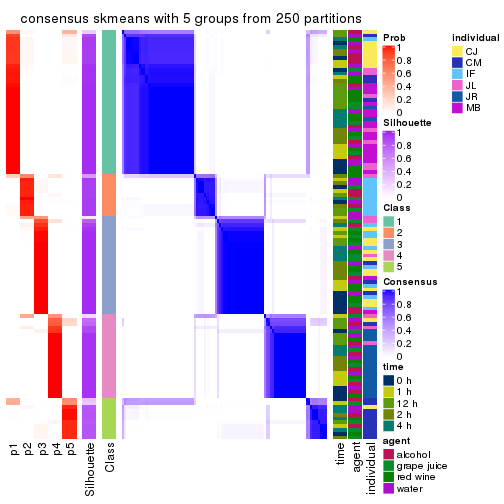 consensus skmeans with 5 groups from 250 partitions
Prob
1
0.8
0.6
0.4
0.2
0
Silhouette
1
0.8
0.6
0.4
0.2
0
Class
1
2
3
4
5
Consensus
1
0.8
0.6
0.4
0.2
0
time
0 h
1 h
12 h
2 h
4 h
agent
alcohol
grape juice
red wine
water
individual
CJ
CM
IF
JL
JR
MB
p1
p2
p3
p4
p5
Silhouette
Class
time
agent
individual